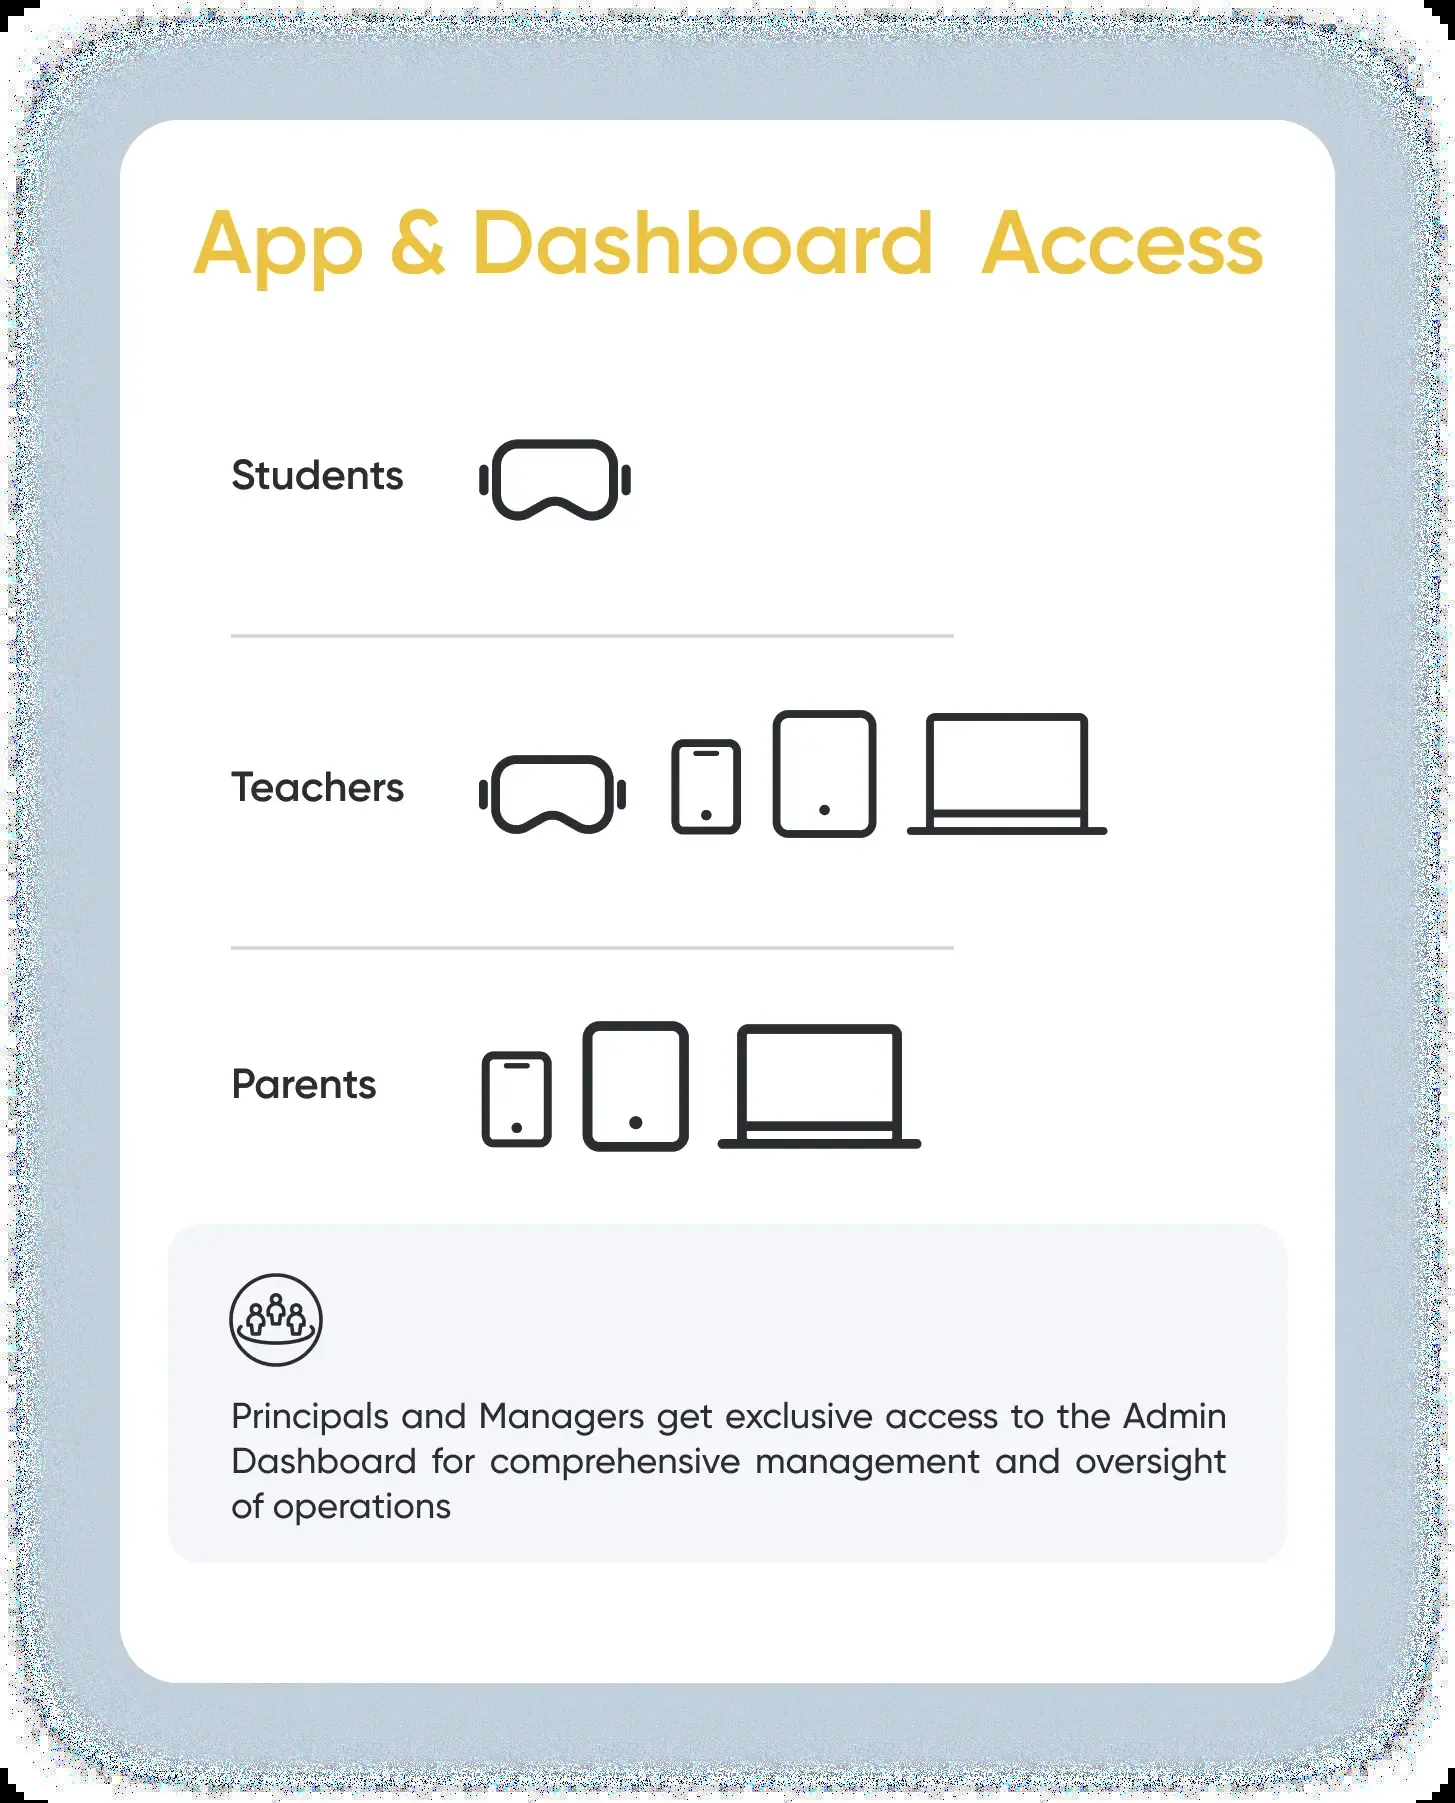 App & Dashboard Access
Students
Teachers
Parents
Principals and Managers get exclusive access to the Admin
Dashboard for comprehensive management and oversight
of operations